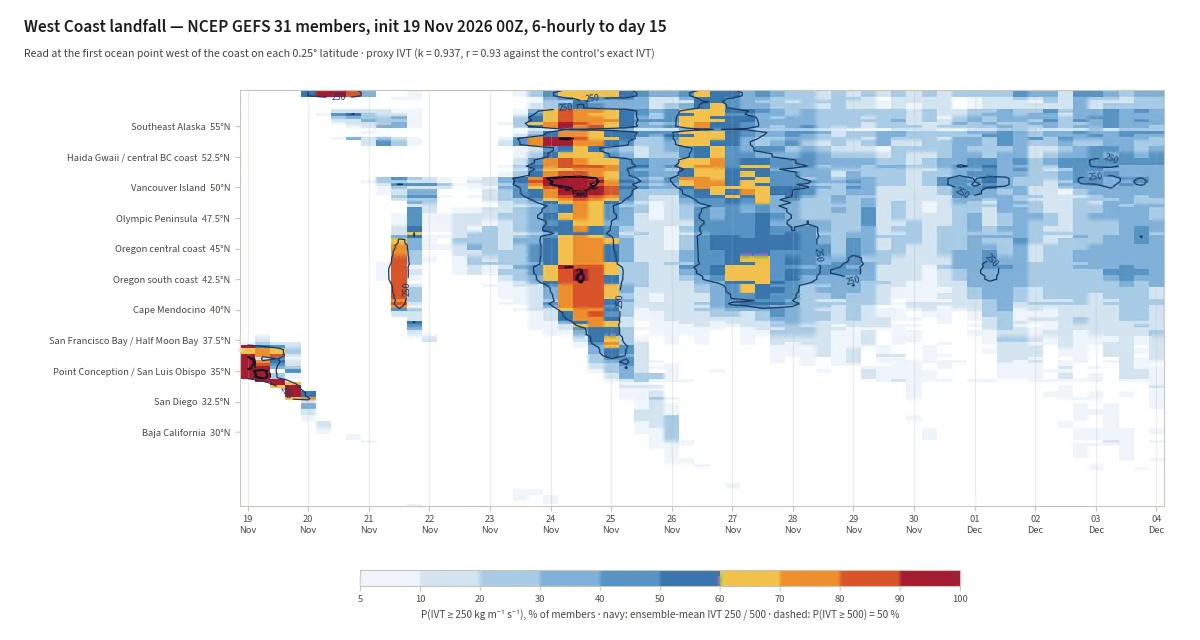 West Coast landfall — NCEP GEFS 31 members, init 19 Nov 2026 00Z, 6-hourly to day 15
Read at the first ocean point west of the coast on each 0.25° latitude · proxy IVT (k = 0.937, r = 0.93 against the control's exact IVT)
250
250
250
Southeast Alaska 55°N
Haida Gwaii / central BC coast 52.5°N
250
250
Vancouver Island 50°N
250
Olympic Peninsula 47.5°N
Oregon central coast 45°N
250
250
Oregon south coast 42.5°N
250
250
250
Cape Mendocino 40°N
San Francisco Bay / Half Moon Bay 37.5°N
Point Conception / San Luis Obispo 35°N
San Diego 32.5°N
Baja California 30°N
19 20 21 22 23 24 25 26 27 28 29 30 01 02 03 04
Nov Nov Nov Nov Nov Nov Nov Nov Nov Nov Nov Nov Dec Dec Dec Dec
5 10 20 30 40 50 60 70 80 90 100
P(IVT ≥ 250 kg m⁻¹ s⁻¹), % of members · navy: ensemble-mean IVT 250 / 500 · dashed: P(IVT ≥ 500) = 50 %